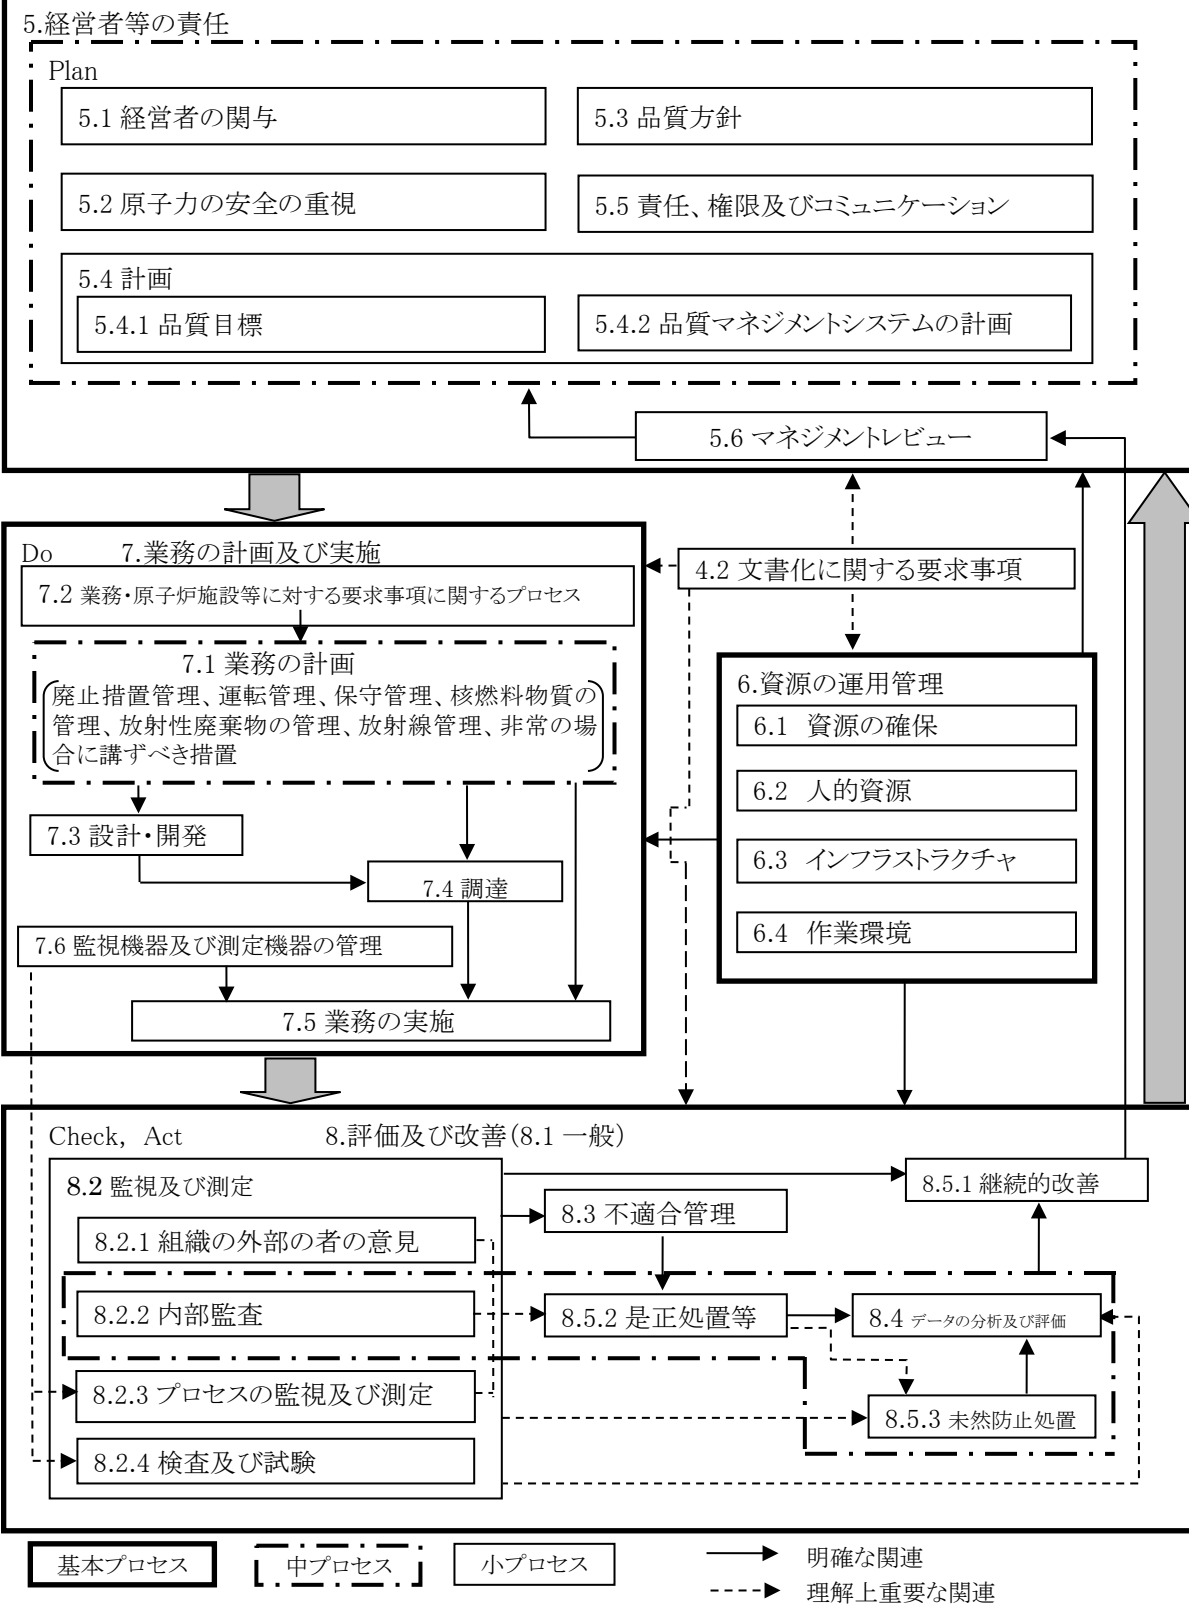 5.経営者等の責任
Plan
5.1 経営者の関与
5.3 品質方針
5.2 原子力の安全の重視
5.5 責任、権限及びコミュニケーション
5.4 計画
5.4.1 品質目標
5.4.2 品質マネジメントシステムの計画
5.6 マネジメントレビュー
Do 7.業務の計画及び実施
7.2 業務・原子炉施設等に対する要求事項に関するプロセス
4.2 文書化に関する要求事項
7.1 業務の計画
廃止措置管理、運転管理、保守管理、核燃料物質の
管理、放射性廃棄物の管理、放射線管理、非常の場
合に講ずべき措置
7.3 設計・開発
7.4 調達
7.6 監視機器及び測定機器の管理
7.5 業務の実施
6.資源の運用管理
6.1 資源の確保
6.2 人的資源
6.3 インフラストラクチャ
6.4 作業環境
Check, Act 8.評価及び改善(8.1 一般)
8.2 監視及び測定
8.5.1 継続的改善
8.3 不適合管理
8.2.1 組織の外部の者の意見
8.2.2 内部監査
8.5.2 是正処置等
8.4 データの分析及び評価
8.2.3 プロセスの監視及び測定
8.5.3 未然防止処置
8.2.4 検査及び試験
基本プロセス
中プロセス
小プロセス
明確な関連
理解上重要な関連